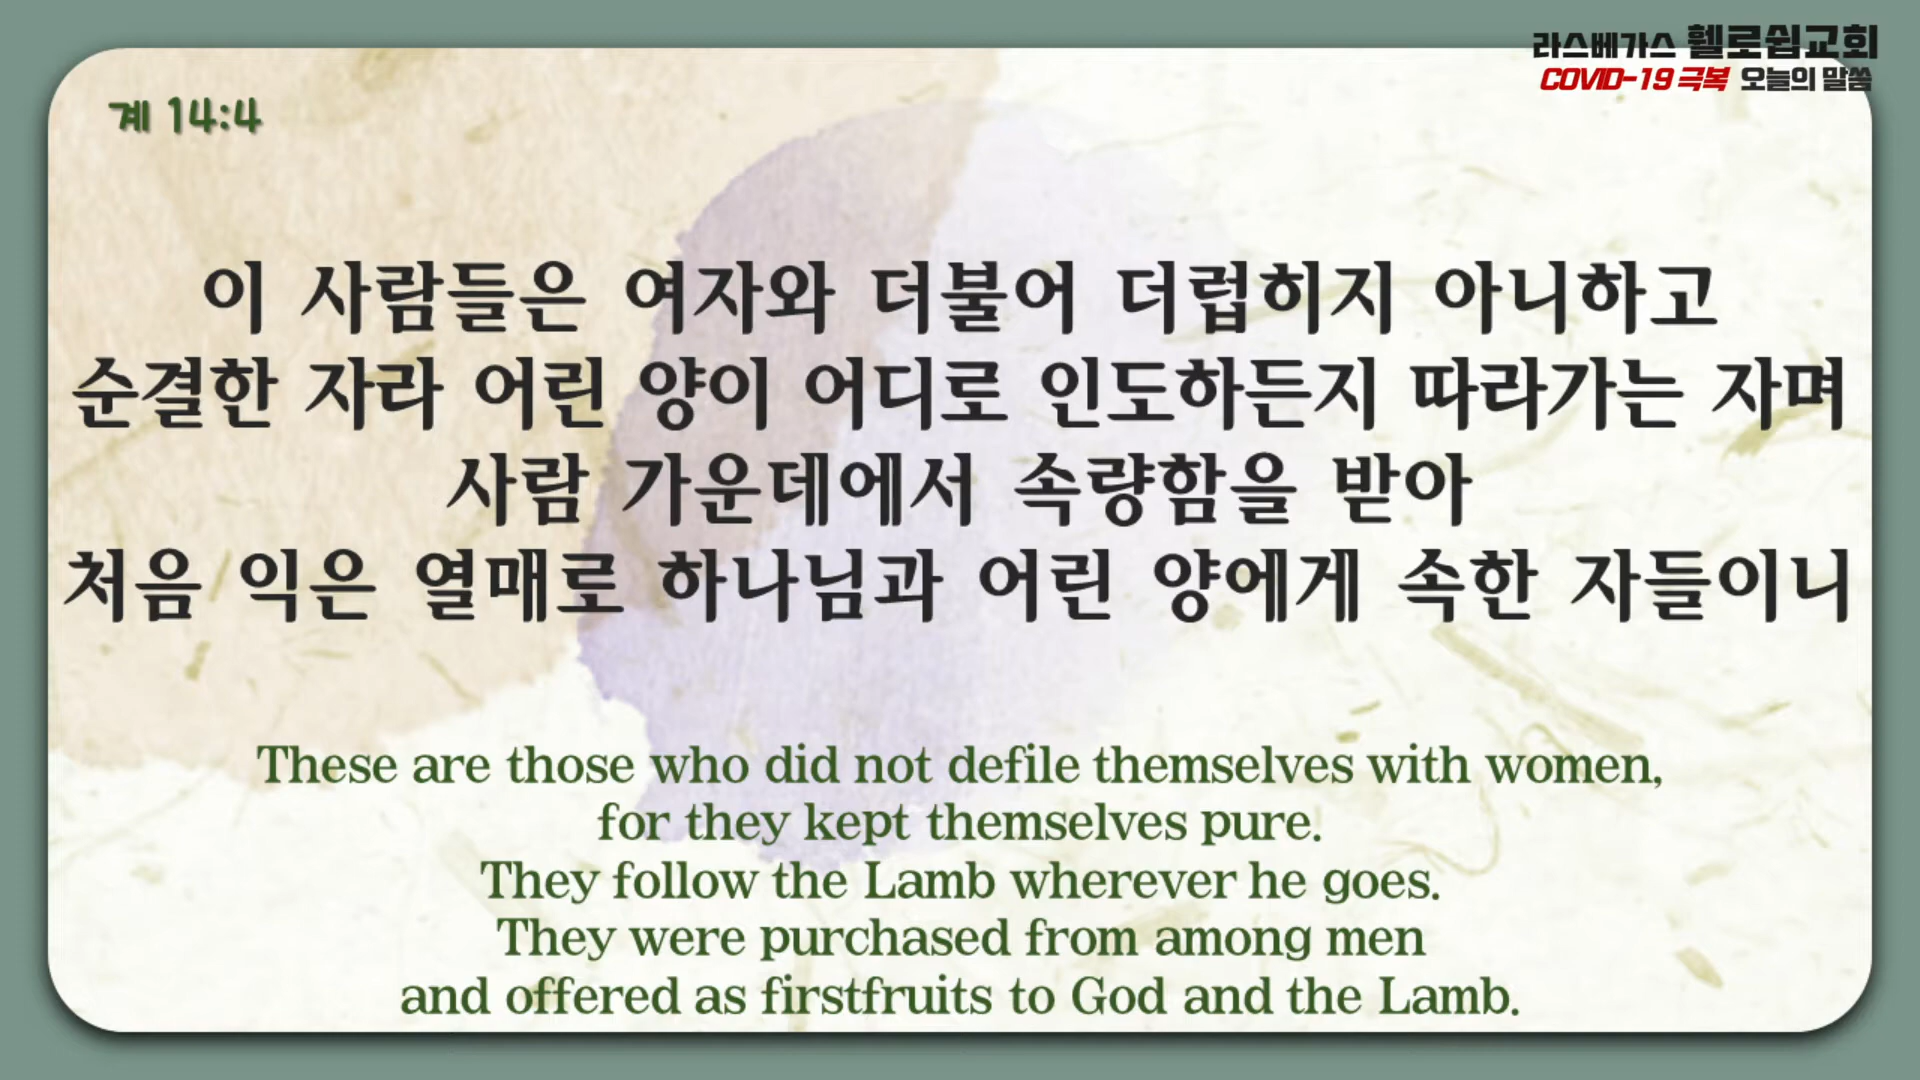 라스베가스 휄로쉽교회
COVID-19 극복 오늘의 말씀
계 14:4
이 사람들은 여자와 더불어 더럽히지 아니하고
순결한 자라 어린 양이 어디로 인도하든지 따라가는 자며
사람 가운데에서 속량함을 받아
처음 익은 열매로 하나님과 어린 양에게 속한 자들이니
These are those who did not defile themselves with women,
for they kept themselves pure.
They follow the Lamb wherever he goes.
They were purchased from among men
and offered as firstfruits to God and the Lamb.